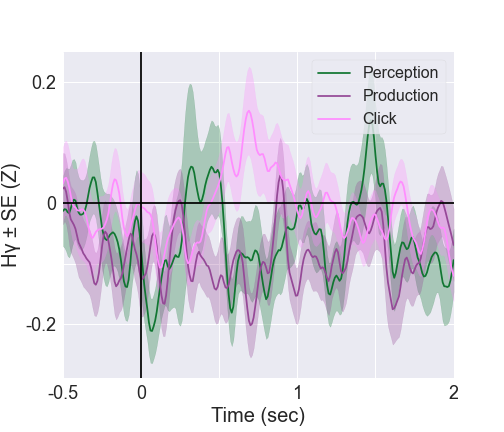 Perception
Production
Click
Hγ ± SE (Z)
0.2
0
-0.2
-0.5
0
1
2
Time (sec)